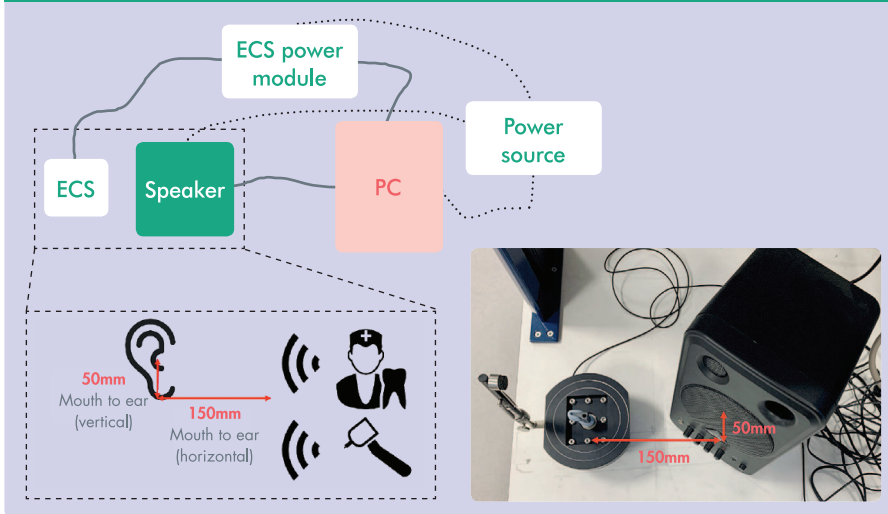 ECS power
module
Power
source
ECS
Speaker
PC
50mm
Mouth to ear
(vertical)
150mm
Mouth to ear
(horizontal)
50mm
150mm